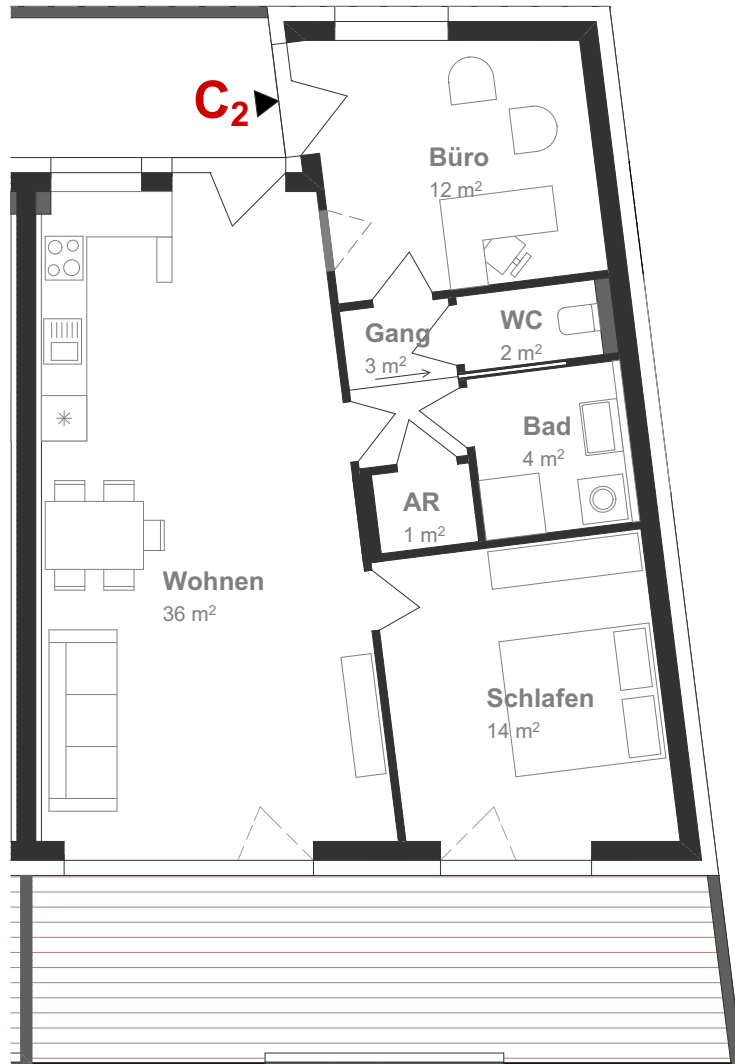 C₂
Büro
12 m²
Gang
3 m²
WC
2 m²
Bad
4 m²
AR
1 m²
Wohnen
36 m²
Schlafen
14 m²